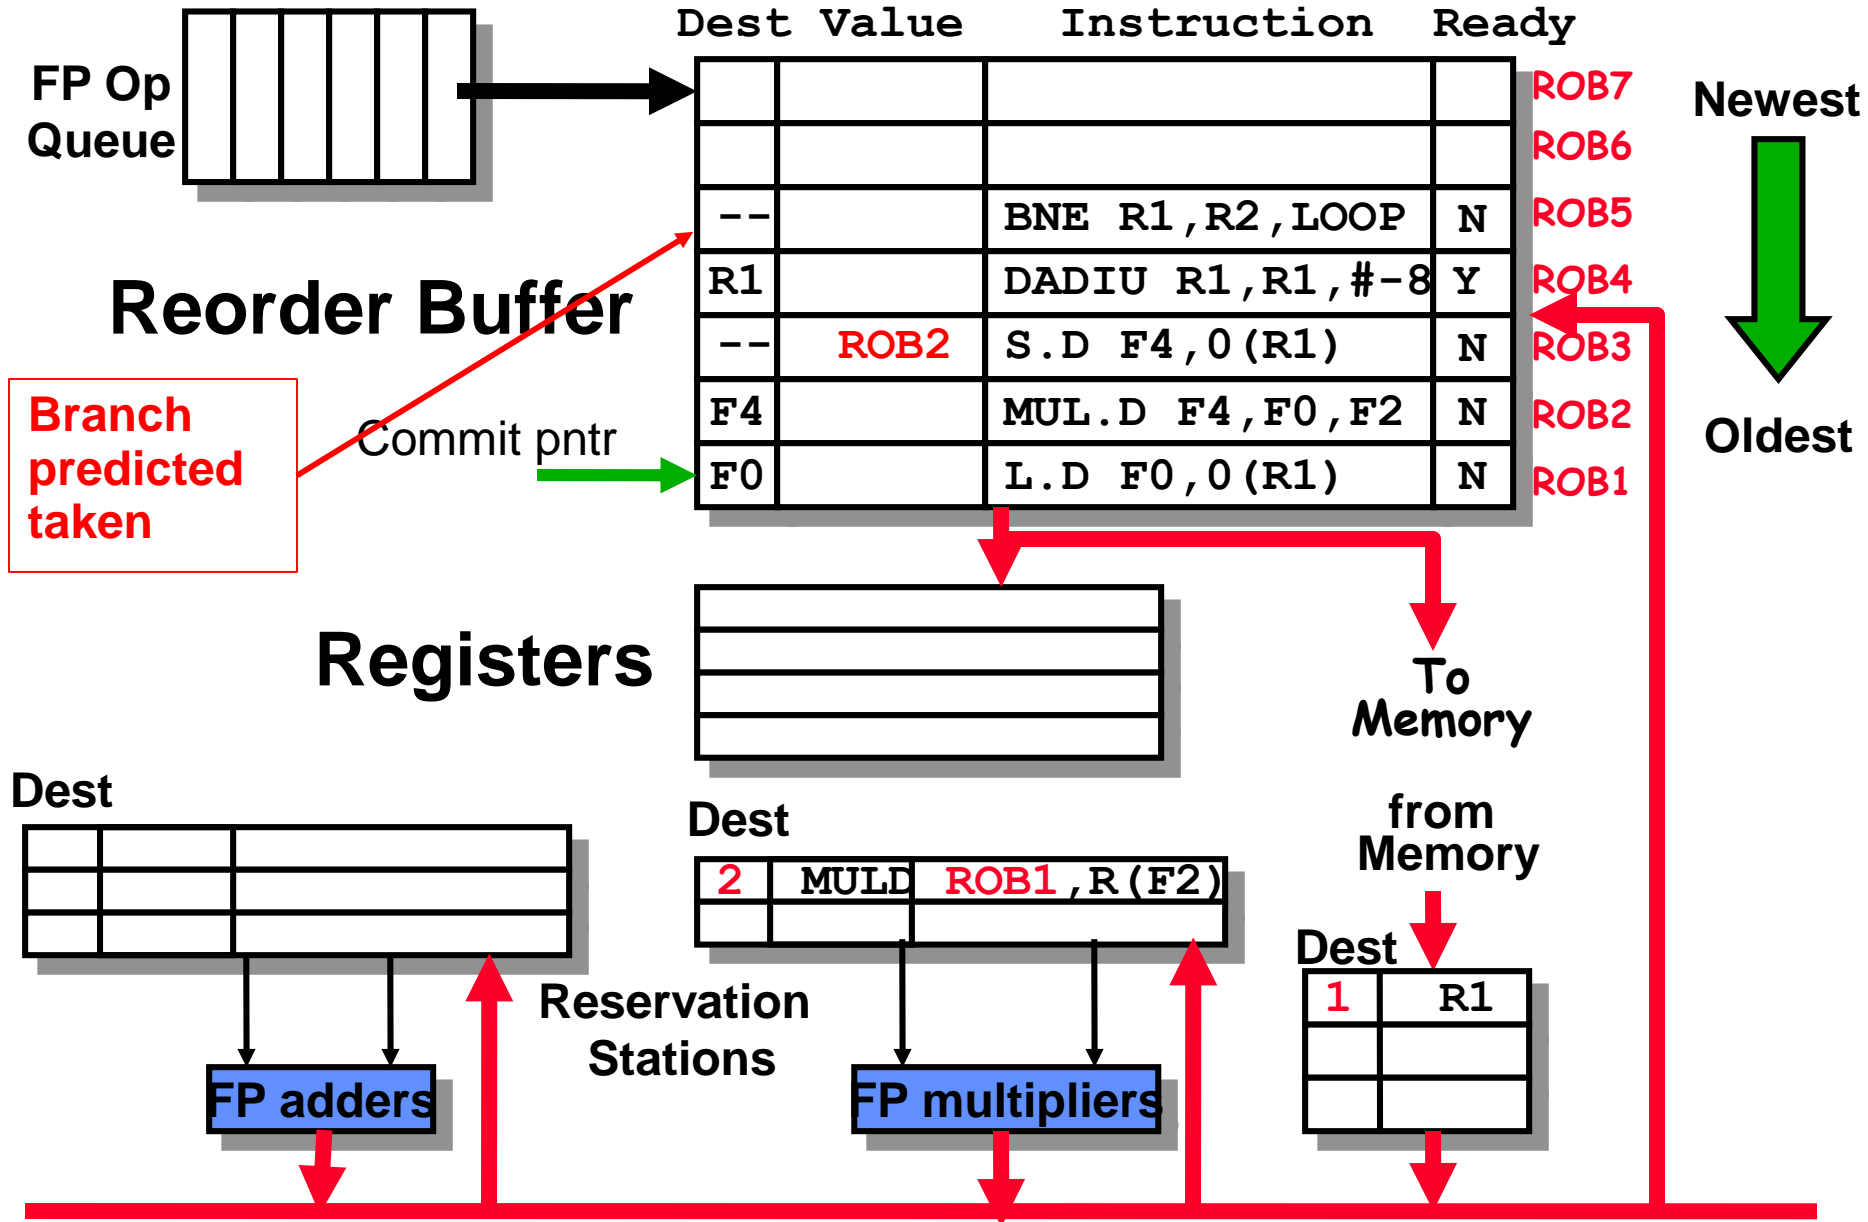 Dest Value Instruction Ready
FP Op
Queue
ROB7
ROB6
-- BNE R1,R2,LOOP N ROB5
R1 DADIU R1,R1,#-8 Y ROB4
-- ROB2 S.D F4,0(R1) N ROB3
F4 MUL.D F4,F0,F2 N ROB2
F0 L.D F0,0(R1) N ROB1
Newest
Oldest
Reorder Buffer
Branch
predicted
taken
Commit pntr
Registers
To
Memory
Dest
Dest
2 MULD ROB1,R(F2)
from
Memory
Dest
1 R1
Reservation
Stations
FP adders
FP multipliers